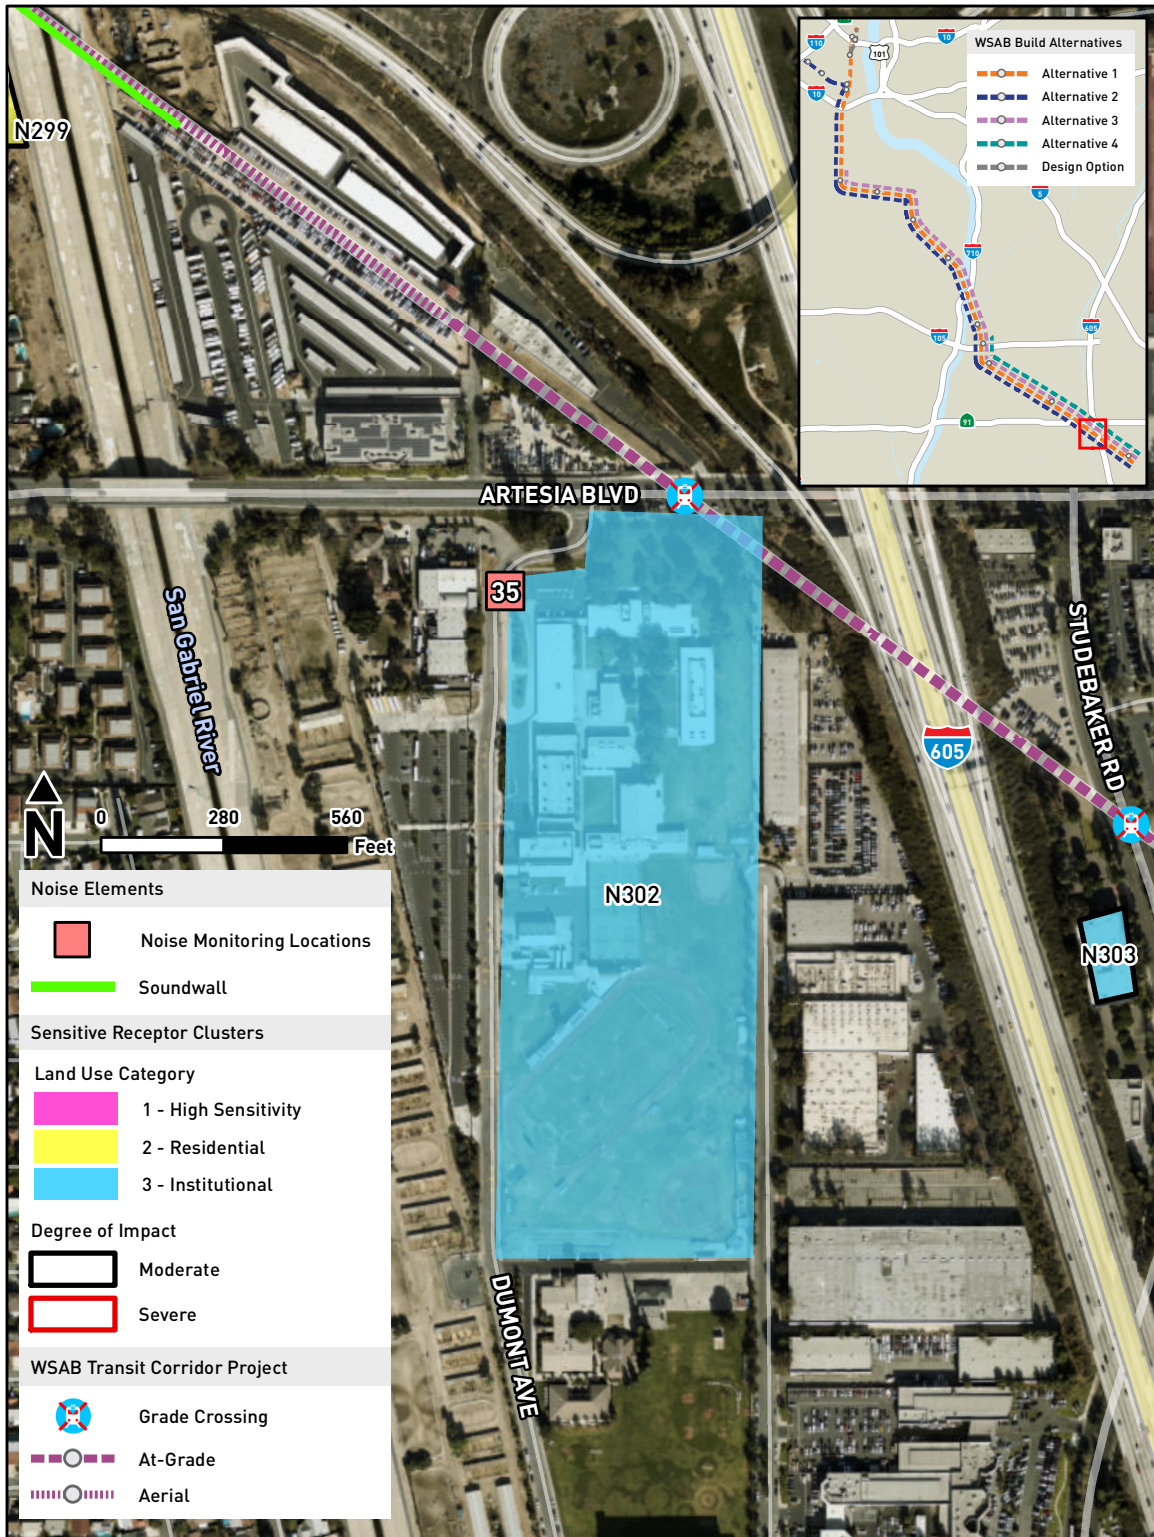 N299
ARTESIA BLVD
35
San Gabriel River
STUDEBAKER RD
605
N
0 280 560
Feet
N302
N303
DUMONT AVE
WSAB Build Alternatives
Alternative 1
Alternative 2
Alternative 3
Alternative 4
Design Option
110
10
101
10
5
710
105
605
91
Noise Elements
Noise Monitoring Locations
Soundwall
Sensitive Receptor Clusters
Land Use Category
1 - High Sensitivity
2 - Residential
3 - Institutional
Degree of Impact
Moderate
Severe
WSAB Transit Corridor Project
Grade Crossing
At-Grade
Aerial